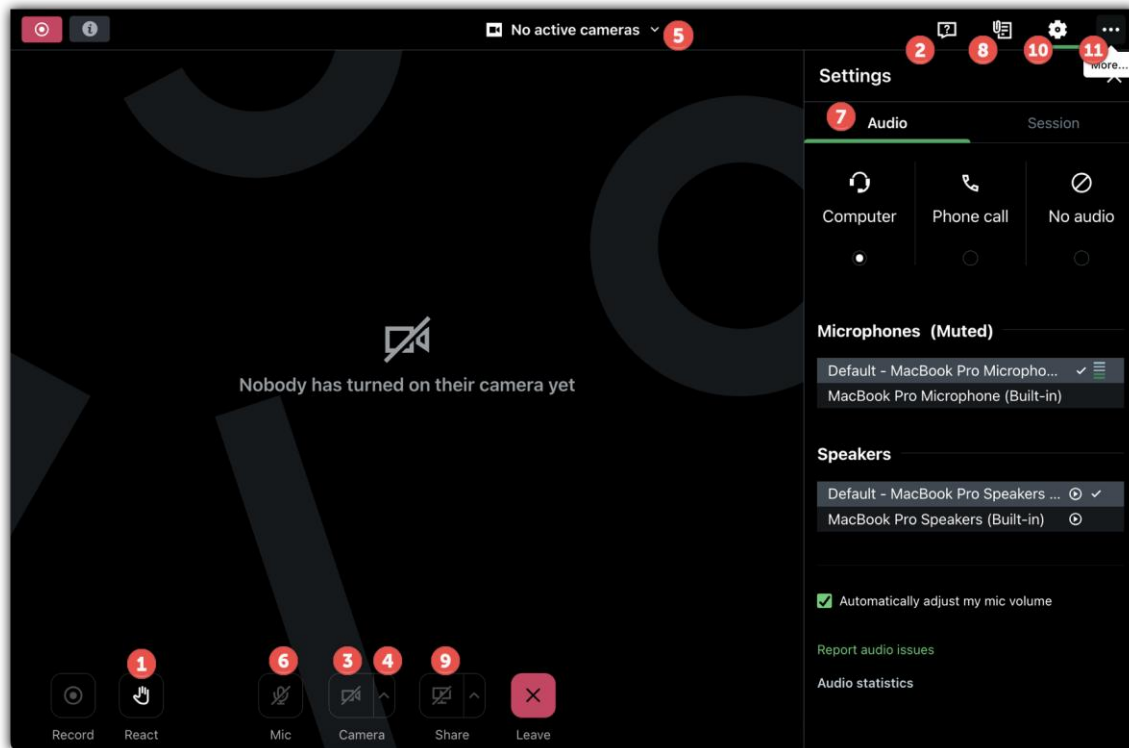 No active cameras
5
2
8
10
11
More...
Settings
7
Audio
Session
Computer
Phone call
No audio
Nobody has turned on their camera yet
Microphones (Muted)
Default - MacBook Pro Micropho...
MacBook Pro Microphone (Built-in)
Speakers
Default - MacBook Pro Speakers ...
MacBook Pro Speakers (Built-in)
Automatically adjust my mic volume
Report audio issues
Audio statistics
1
6
3
4
9
Record
React
Mic
Camera
Share
Leave